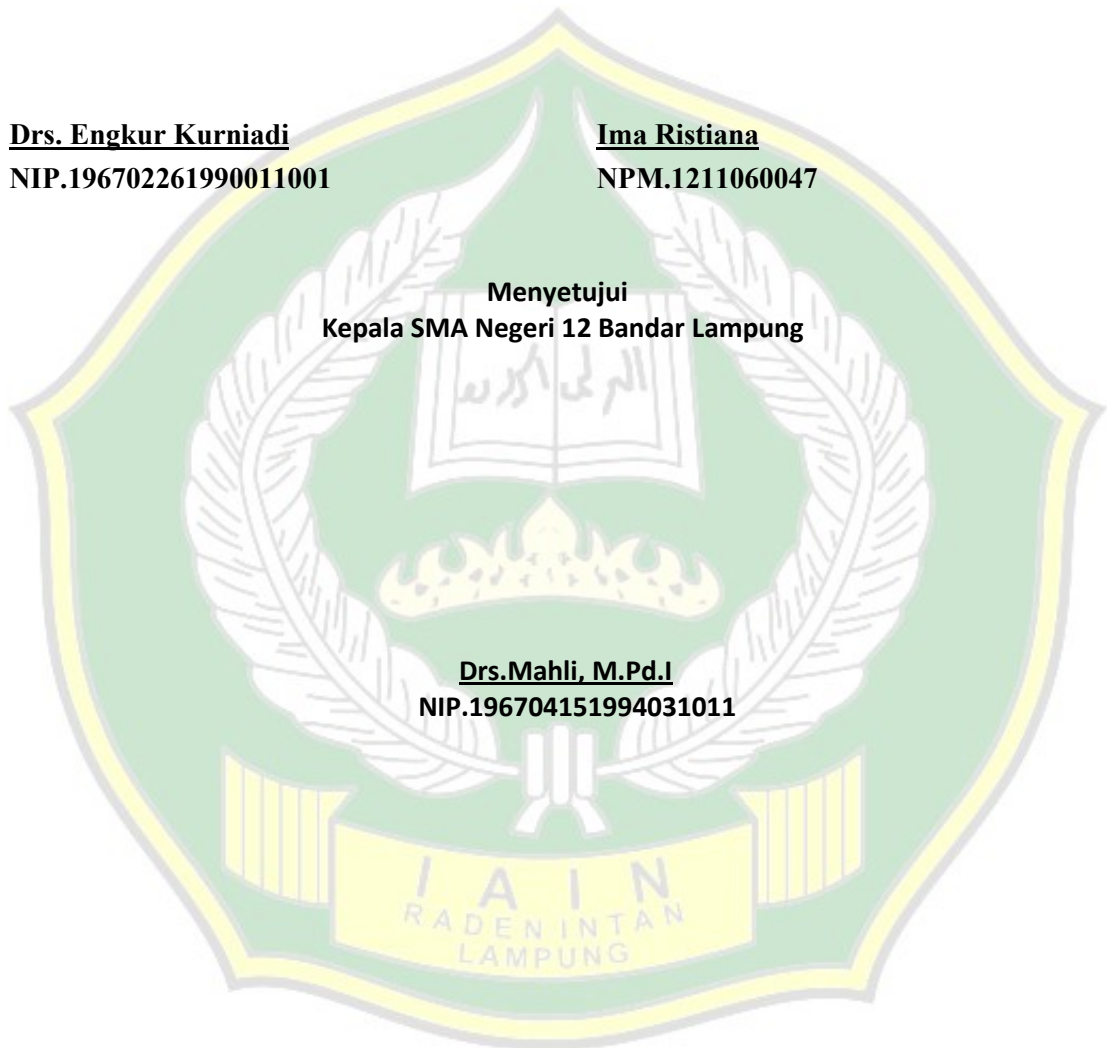 Drs. Engkur Kurniadi
NIP.196702261990011001
Ima Ristiana
NPM.1211060047
Menyetujui
Kepala SMA Negeri 12 Bandar Lampung
Drs.Mahli, M.Pd.I
NIP.196704151994031011
I A I N
RADEN INTAN
LAMPUNG